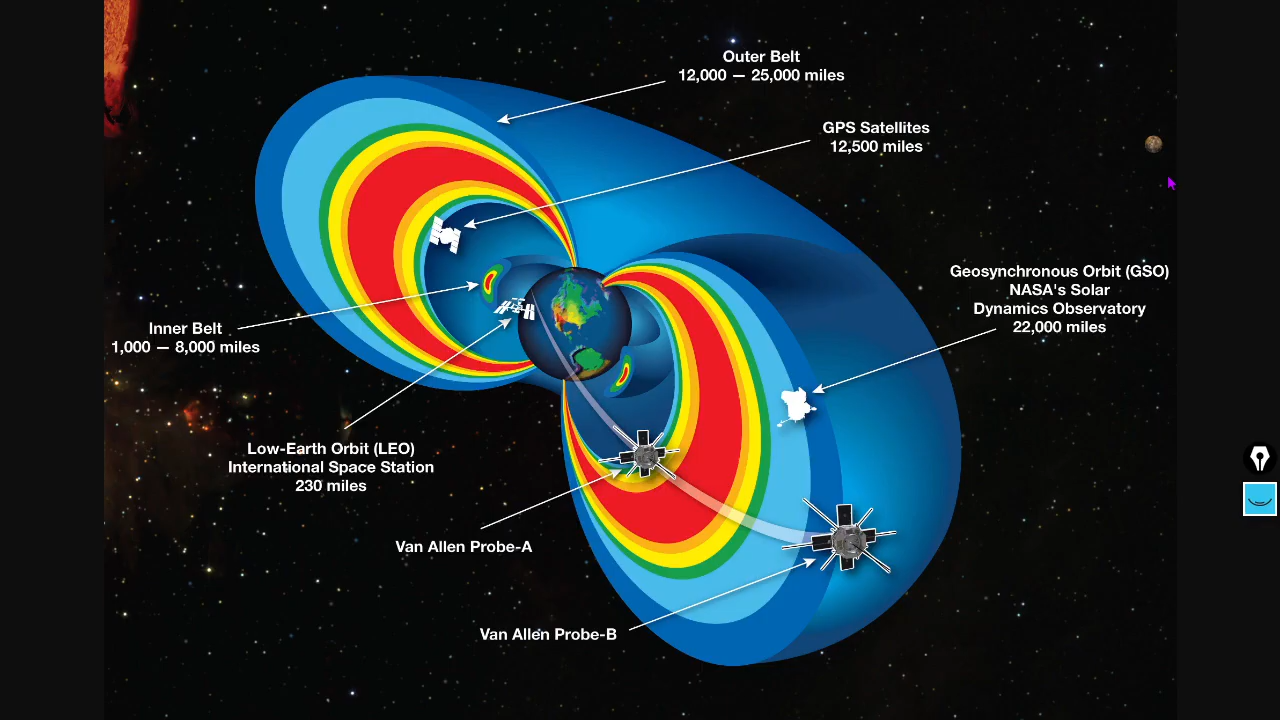 Outer Belt
12,000 — 25,000 miles
GPS Satellites
12,500 miles
Geosynchronous Orbit (GSO)
NASA's Solar
Dynamics Observatory
22,000 miles
Inner Belt
1,000 — 8,000 miles
Low-Earth Orbit (LEO)
International Space Station
230 miles
Van Allen Probe-A
Van Allen Probe-B